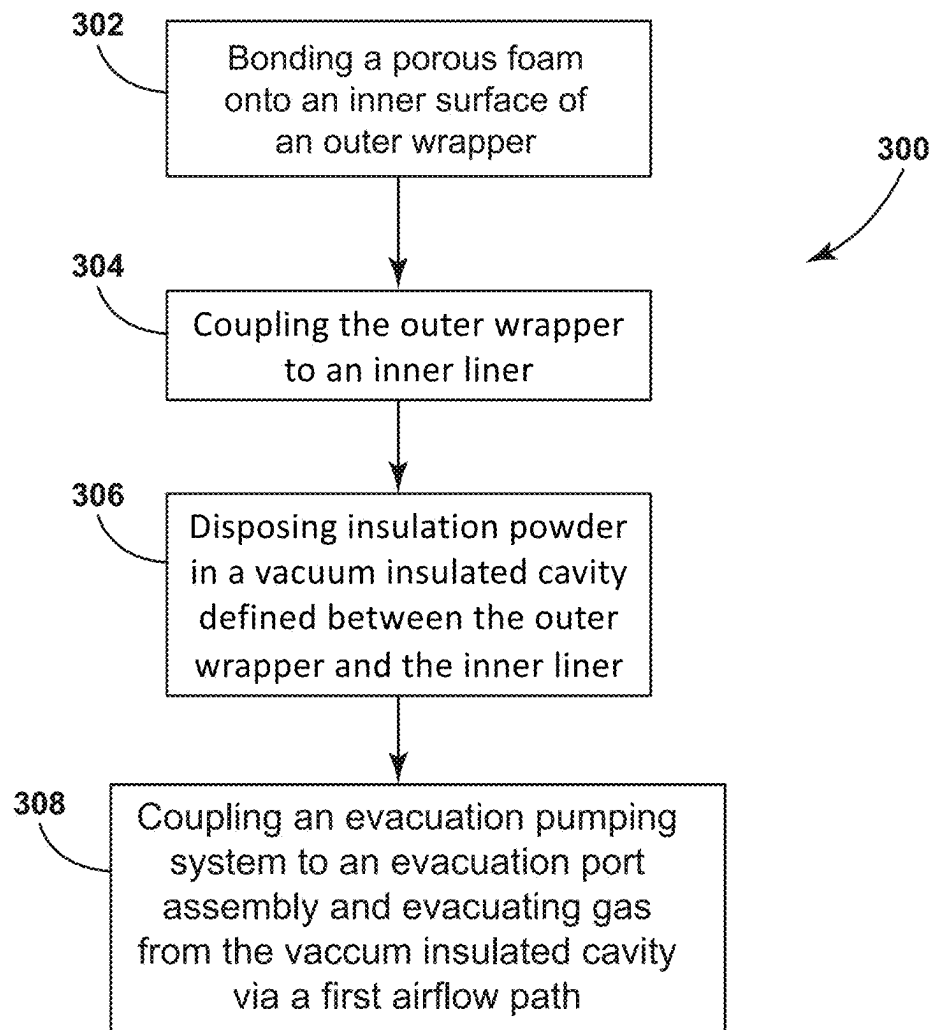 302
Bonding a porous foam
onto an inner surface of
an outer wrapper
300
304
Coupling the outer wrapper
to an inner liner
306
Disposing insulation powder
in a vacuum insulated cavity
defined between the outer
wrapper and the inner liner
308
Coupling an evacuation pumping
system to an evacuation port
assembly and evacuating gas
from the vaccum insulated cavity
via a first airflow path